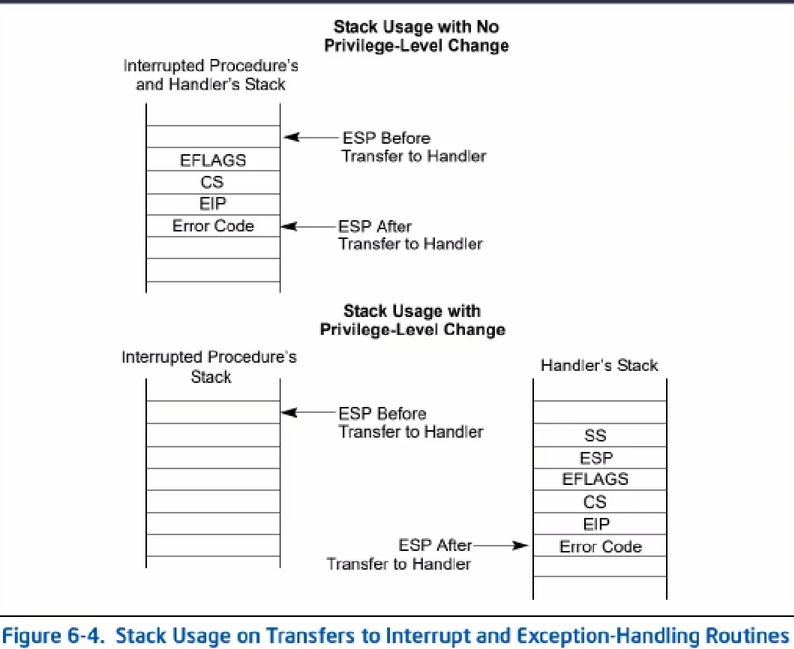 Stack Usage with No
Privilege-Level Change
Interrupted Procedure's
and Handler's Stack
ESP Before
Transfer to Handler
EFLAGS
CS
EIP
Error Code
ESP After
Transfer to Handler
Stack Usage with
Privilege-Level Change
Interrupted Procedure's
Stack
Handler's Stack
ESP Before
Transfer to Handler
SS
ESP
EFLAGS
CS
EIP
ESP After
Transfer to Handler
Error Code
Figure 6-4. Stack Usage on Transfers to Interrupt and Exception-Handling Routines